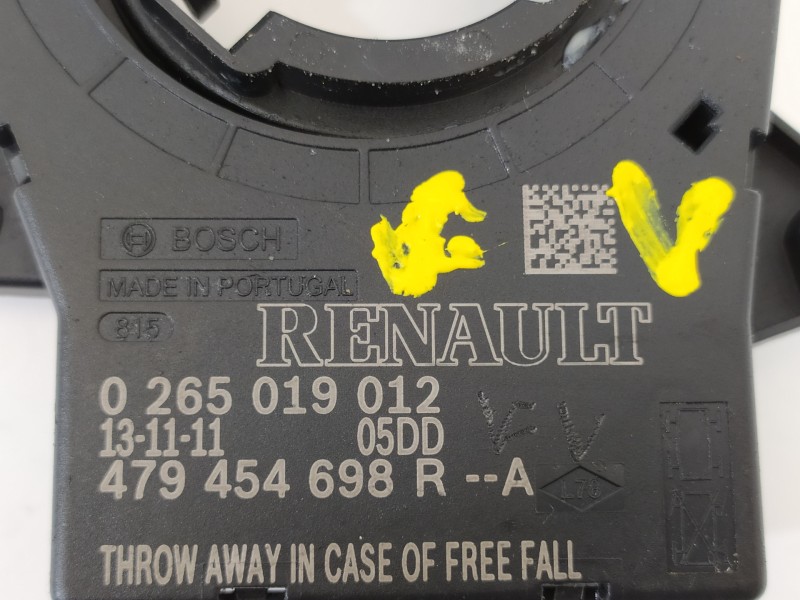 BOSCH
MADE IN PORTUGAL
815
RENAULT
0 265 019 012
13-11-11 05DD
479 454 698 R --A
THROW AWAY IN CASE OF FREE FALL